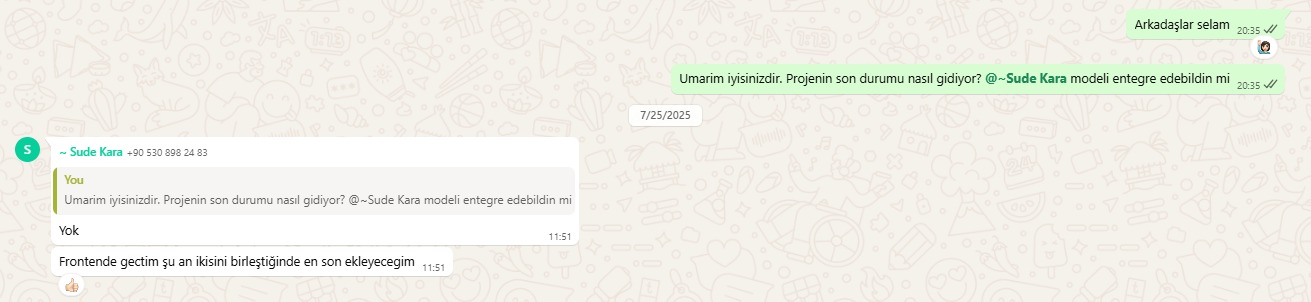 Arkadaşlar selam 20:35
Umarim iyisinizdir. Projenin son durumu nasıl gidiyor? @~Sude Kara modeli entegre edebildin mi 20:35
7/25/2025
S
~ Sude Kara +90 530 898 24 83
You
Umarim iyisinizdir. Projenin son durumu nasıl gidiyor? @~Sude Kara modeli entegre edebildin mi
Yok 11:51
Frontende gectim şu an ikisini birleştiğinde en son ekleyecegim 11:51